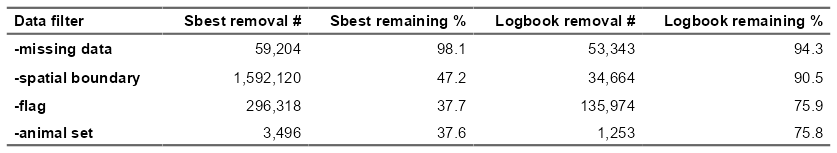 Data filter Sbest removal # Sbest remaining % Logbook removal # Logbook remaining %
-missing data 59,204 98.1 53,343 94.3
-spatial boundary 1,592,120 47.2 34,664 90.5
-flag 296,318 37.7 135,974 75.9
-animal set 3,496 37.6 1,253 75.8